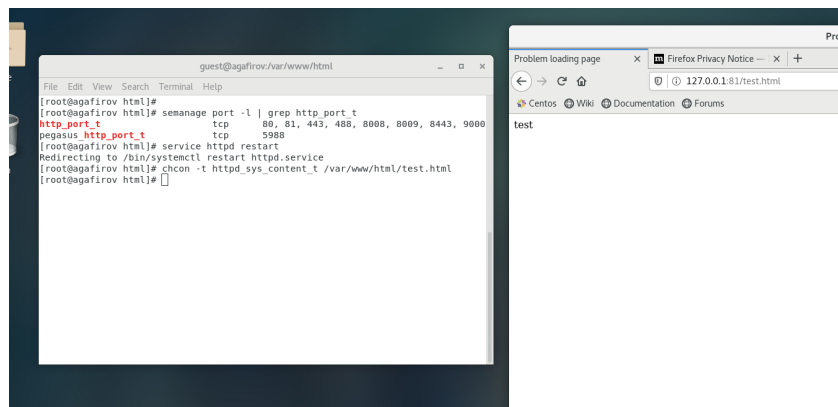 guest@agafirov:/var/www/html
File Edit View Search Terminal Help
[root@agafirov html]#
[root@agafirov html]# semanage port -l | grep http_port_t
http_port_t tcp 80, 81, 443, 488, 8008, 8009, 8443, 9000
pegasus_http_port_t tcp 5988
[root@agafirov html]# service httpd restart
Redirecting to /bin/systemctl restart httpd.service
[root@agafirov html]# chcon -t httpd_sys_content_t /var/www/html/test.html
[root@agafirov html]#
Pro
Problem loading page
Firefox Privacy Notice —
127.0.0.1:81/test.html
Centos Wiki Documentation Forums
test